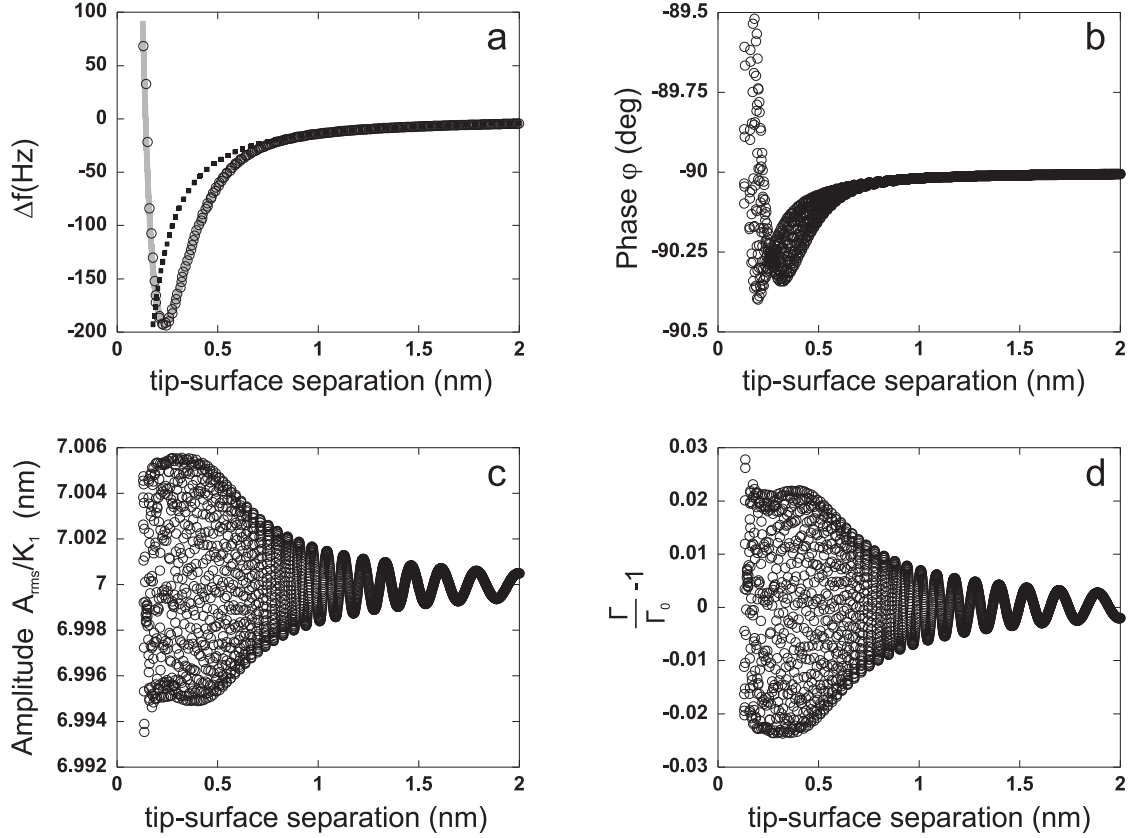 a
100
50
0
-50
-100
-150
-200
Δf(Hz)
0 0.5 1 1.5 2
tip-surface separation (nm)
b
-89.5
-89.75
-90
-90.25
-90.5
Phase φ (deg)
0 0.5 1 1.5 2
tip-surface separation (nm)
c
7.006
7.004
7.002
7
6.998
6.996
6.994
6.992
Amplitude A_rms/K_1 (nm)
0 0.5 1 1.5 2
tip-surface separation (nm)
d
0.03
0.02
0.01
0
-0.01
-0.02
-0.03
Γ/Γ_0 -1
0 0.5 1 1.5 2
tip-surface separation (nm)